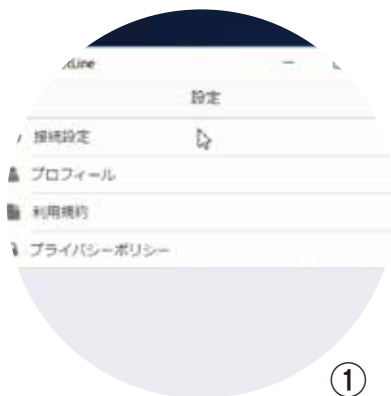 設定
接続設定
プロフィール
利用規約
プライバシーポリシー
①